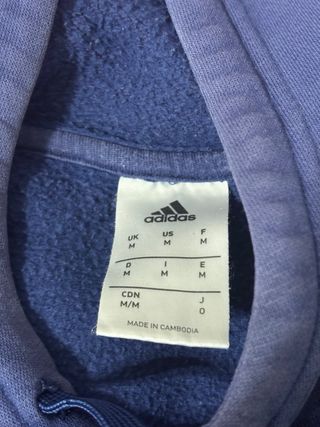 adidas
UK US F
M M M
D I E
M M M
CDN J
M/M O
MADE IN CAMBODIA